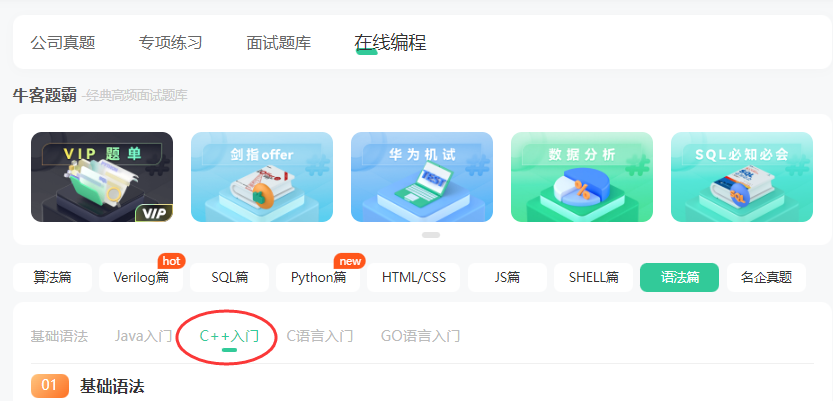 公司真题 专项练习 面试题库 在线编程
牛客题霸 -经典高频面试题库
VIP 题单 剑指offer 华为机试 数据分析 SQL必知必会
TEST
VIP
hot new
算法篇 Verilog篇 SQL篇 Python篇 HTML/CSS JS篇 SHELL篇 语法篇 名企真题
基础语法 Java入门 C++入门 C语言入门 GO语言入门
01 基础语法